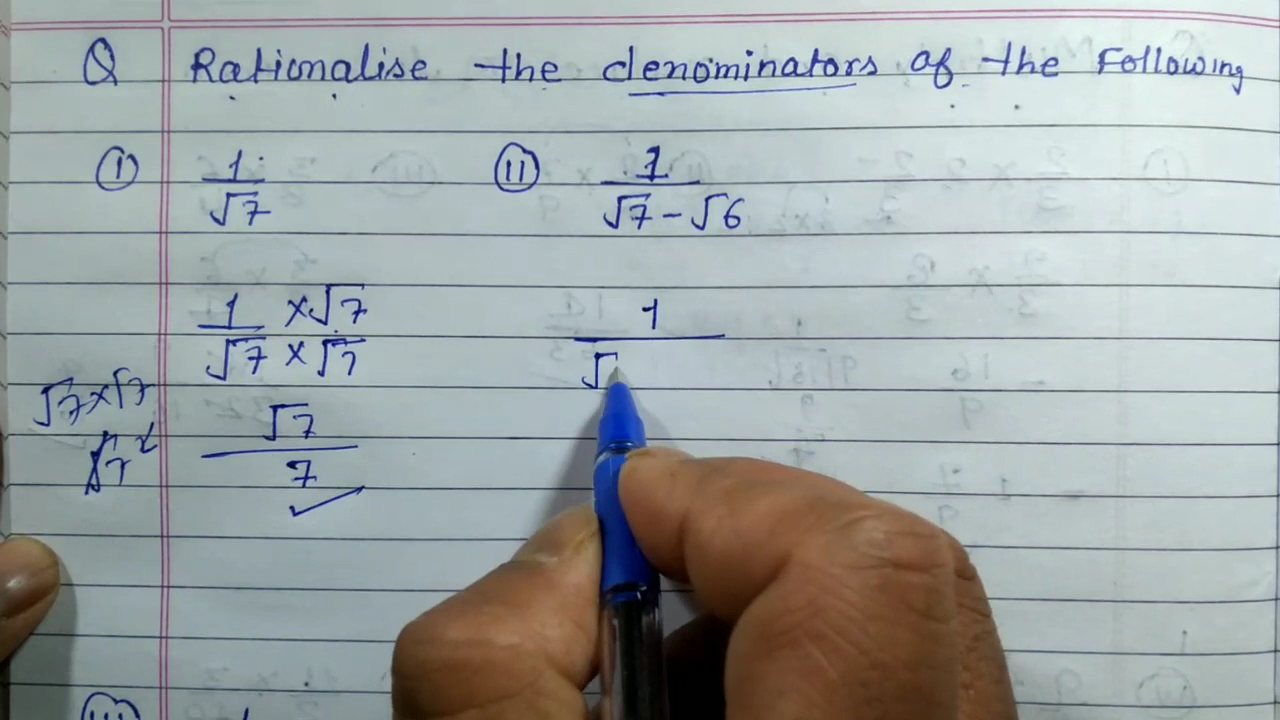 Q Rationalise the denominators of the Following
(i) 1/√7 (ii) 1/(√7-√6)
1/√7 ×√7/×√7 1/√
√7×√7
√7² √7/7
(iii)